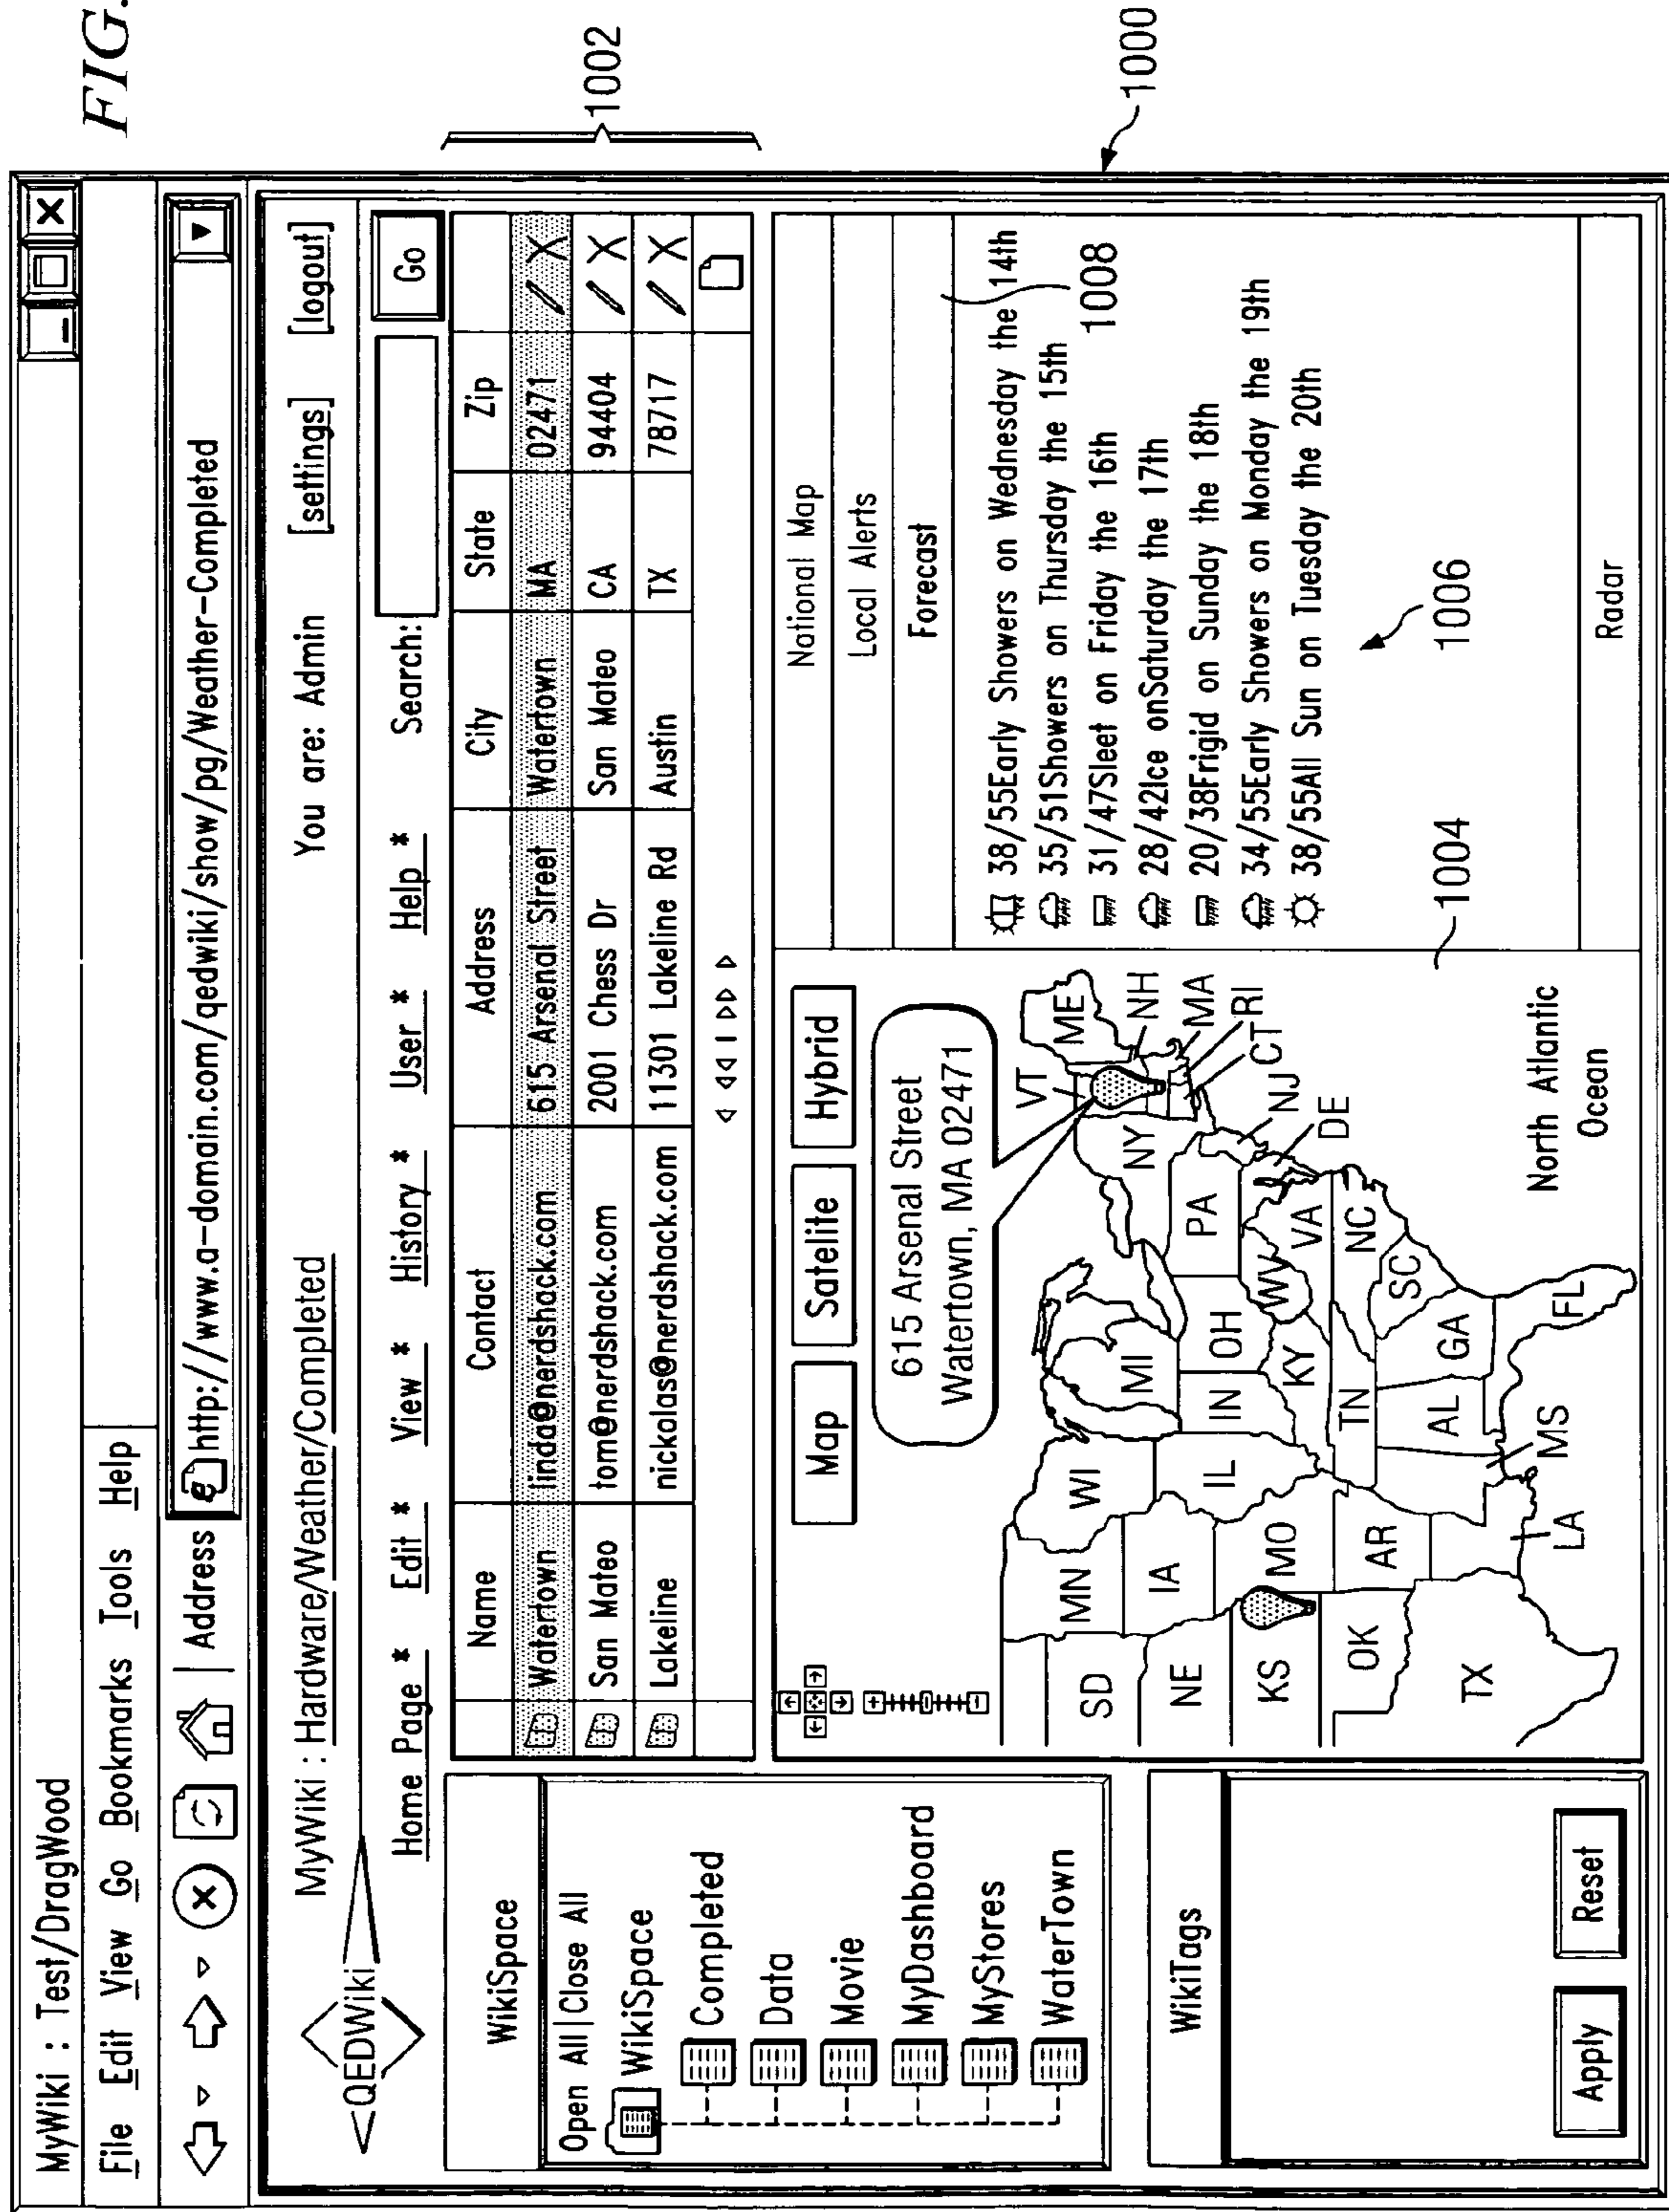 FIG.
MyWiki : Test/DragWood
File Edit View Go Bookmarks Tools Help
Address http://www.a-domain.com/qedwiki/show/pg/Weather-Completed
<QEDWiki>
MyWiki : Hardware/Weather/Completed You are: Admin [settings] [logout]
Home Page * Edit * View * History * User * Help * Search: Go
WikiSpace
Open All|Close All
WikiSpace
Completed
Data
Movie
MyDashboard
MyStores
WaterTown
WikiTags
Apply Reset
Name Contact Address City State Zip
Watertown linda@nerdshack.com 615 Arsenal Street Watertown MA 02471
San Mateo tom@nerdshack.com 2001 Chess Dr San Mateo CA 94404
Lakeline nickolas@nerdshack.com 11301 Lakeline Rd Austin TX 78717
1002
Map Satelite Hybrid
615 Arsenal Street
Watertown, MA 02471
ME
VT
NH
MA
RI
CT
NJ
DE
NY
PA
VA
WV
NC
SC
OH
KY
TN
GA
FL
MI
IN
AL
MS
WI
IL
MN
IA
MO
AR
LA
SD
NE
KS
OK
TX
North Atlantic
Ocean
1004
National Map
Local Alerts
Forecast
38/55Early Showers on Wednesday the 14th
35/51Showers on Thursday the 15th
31/47Sleet on Friday the 16th
28/42Ice onSaturday the 17th
20/38Frigid on Sunday the 18th
34/55Early Showers on Monday the 19th
38/55All Sun on Tuesday the 20th
1008
1006
Radar
1000